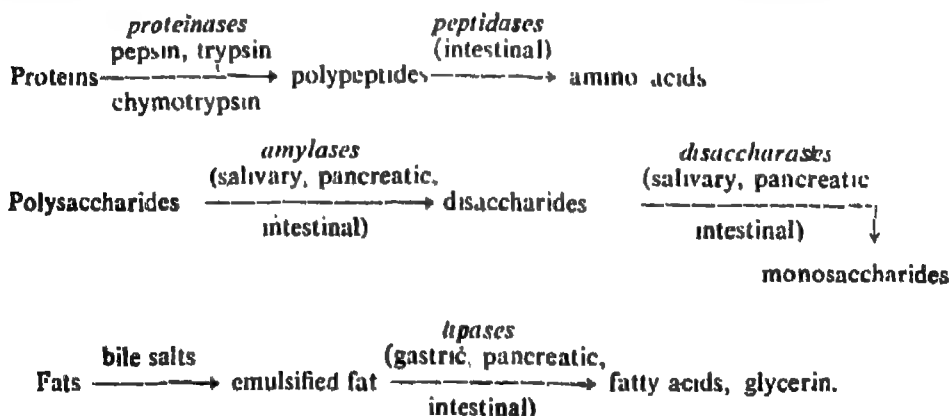 proteinases
pepsin, trypsin
peptidases
(intestinal)
Proteins polypeptides amino acids
chymotrypsin
amylases
(salivary, pancreatic,
disaccharases
(salivary, pancreatic
Polysaccharides disaccharides
intestinal)
intestinal)
monosaccharides
lipases
bile salts (gastric, pancreatic,
Fats emulsified fat fatty acids, glycerin.
intestinal)